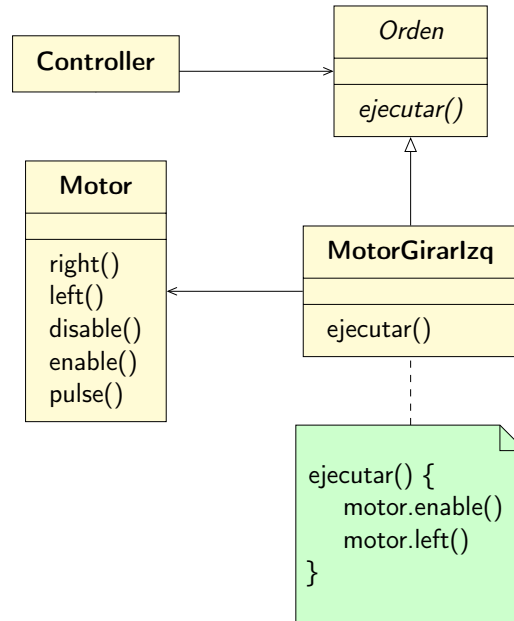 Orden
Controller
ejecutar()
Motor
right()
left()
disable()
enable()
pulse()
MotorGirarIzq
ejecutar()
ejecutar() {
motor.enable()
motor.left()
}